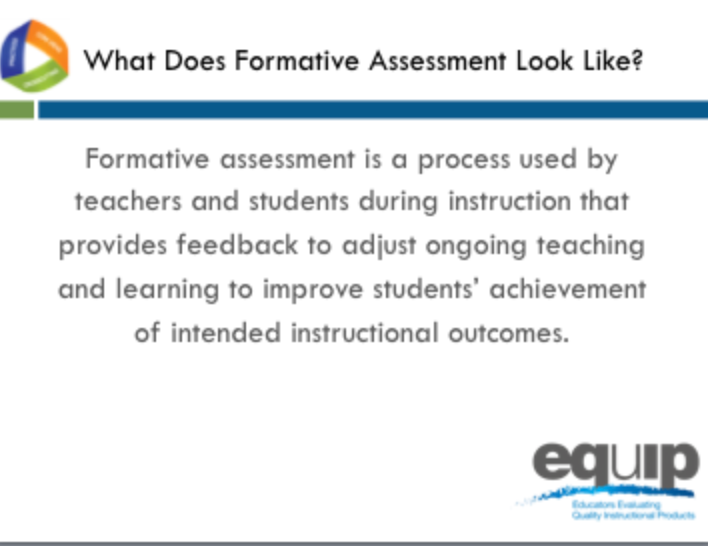 What Does Formative Assessment Look Like?
Formative assessment is a process used by
teachers and students during instruction that
provides feedback to adjust ongoing teaching
and learning to improve students’ achievement
of intended instructional outcomes.
equip
Educators Evaluating
Quality Instructional Products